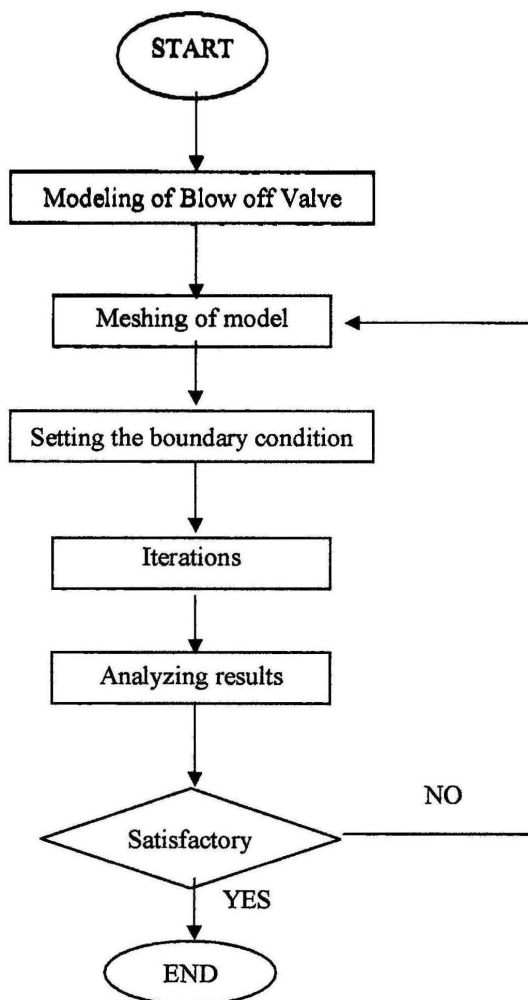 START
Modeling of Blow off Valve
Meshing of model
Setting the boundary condition
Iterations
Analyzing results
NO
Satisfactory
YES
END